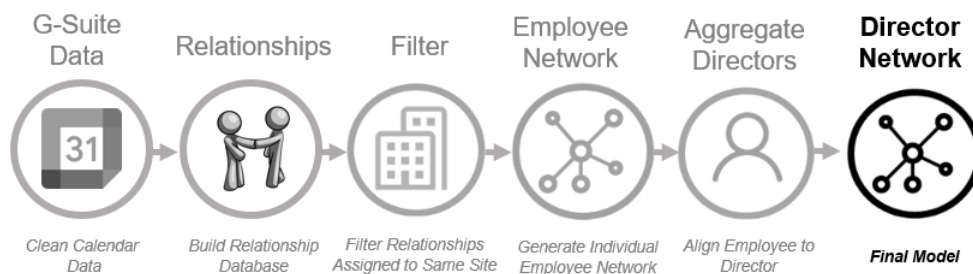 G-Suite
Data
Relationships
Filter
Employee
Network
Aggregate
Directors
Director
Network
31
Clean Calendar
Data
Build Relationship
Database
Filter Relationships
Assigned to Same Site
Generate Individual
Employee Network
Align Employee to
Director
Final Model